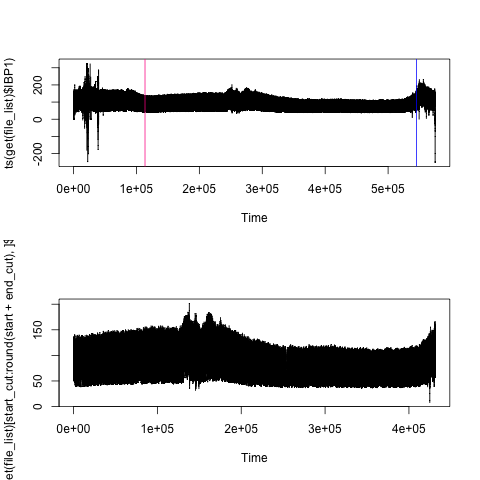 ts(get(file_list)$IBP1)
-200 0 200
0e+00 1e+05 2e+05 3e+05 4e+05 5e+05
Time
et(file_list)[start_cut:round(start + end_cut), ]$
0 50 150
0e+00 1e+05 2e+05 3e+05 4e+05
Time